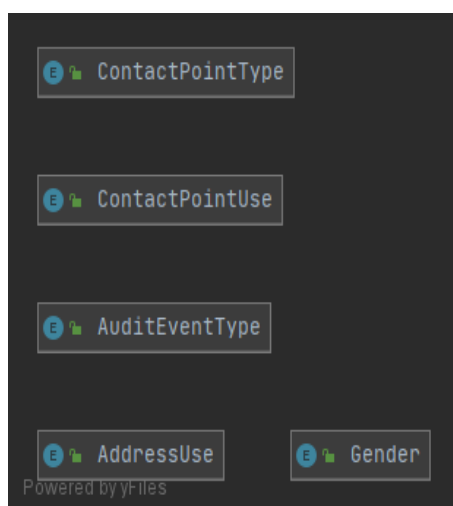 E ContactPointType
E ContactPointUse
E AuditEventType
E AddressUse
E Gender
Powered by yFiles